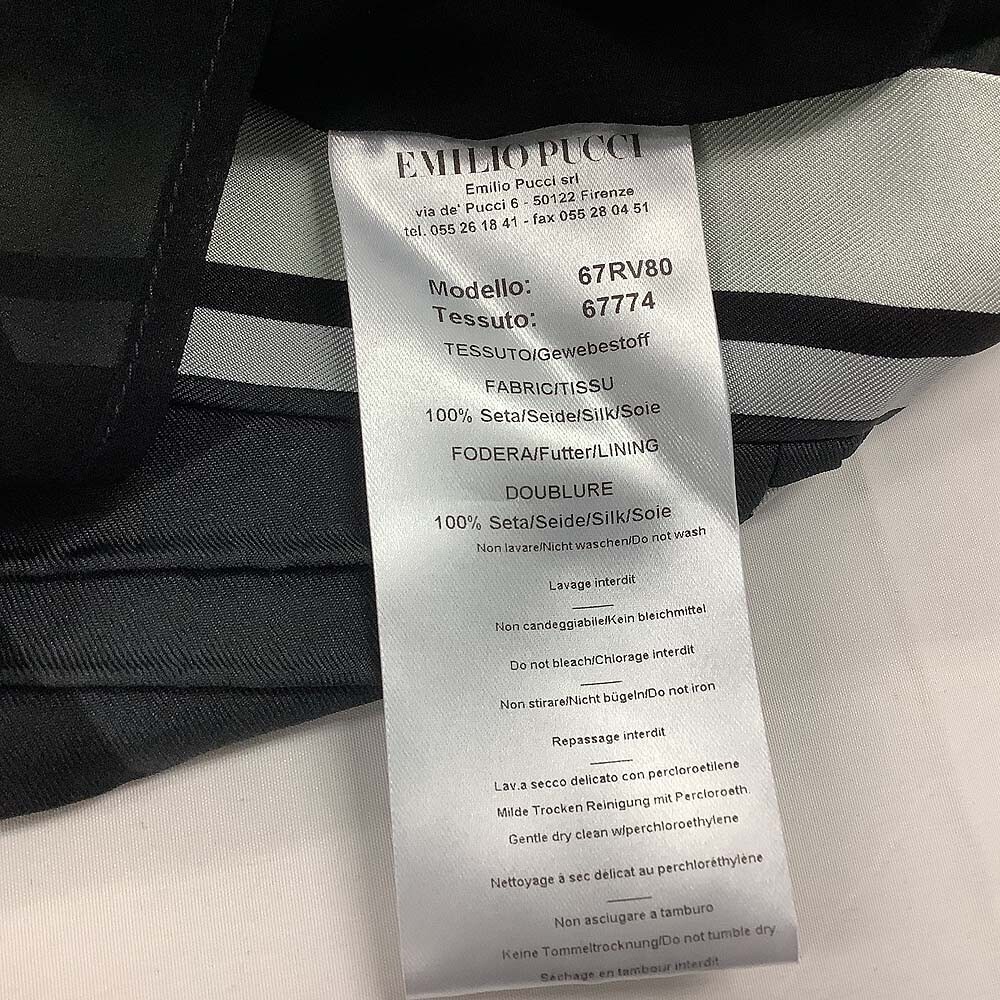 EMILIO PUCCI
Emilio Pucci srl
via de' Pucci 6 - 50122 Firenze
tel. 055 26 18 41 - fax 055 28 04 51
Modello: 67RV80
Tessuto: 67774
TESSUTO/Gewebestoff
FABRIC/TISSU
100% Seta/Seide/Silk/Soie
FODERA/Futter/LINING
DOUBLURE
100% Seta/Seide/Silk/Soie
Non lavare/Nicht waschen/Do not wash
Lavage interdit
Non candeggiabile/Kein bleichmittel
Do not bleach/Chlorage interdit
Non stirare/Nicht bügeln/Do not iron
Repassage interdit
Lav.a secco delicato con percloroetilene
Milde Trocken Reinigung mit Percloroeth.
Gentle dry clean w/perchloroethylene
Nettoyage à sec délicat au perchloréthylène
Non asciugare a tamburo
Keine Tommeltrocknung/Do not tumble dry
Séchage en tambour interdit